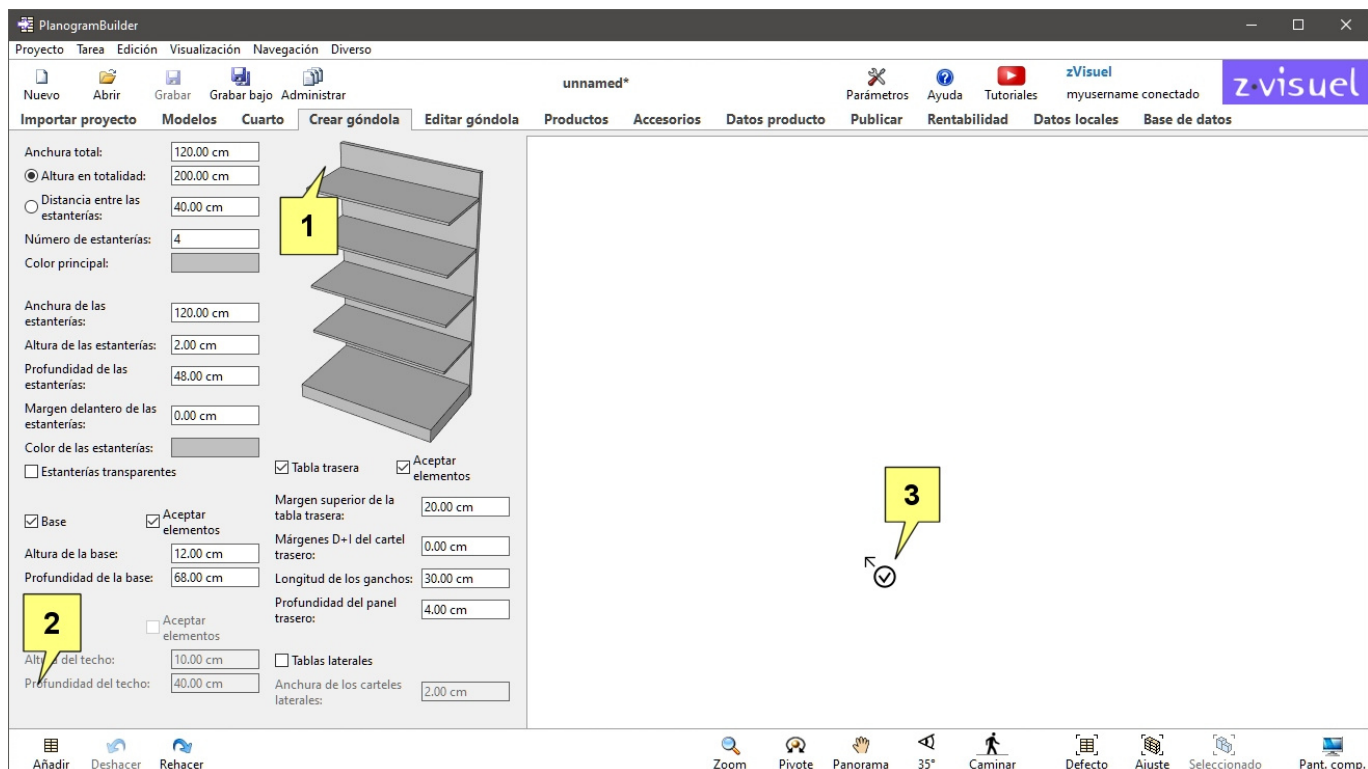 PlanogramBuilder
Proyecto Tarea Edición Visualización Navegación Diverso
Nuevo Abrir Grabar Grabar bajo Administrar
unnamed*
Parámetros Ayuda Tutoriales
zVisuel
myusername conectado
z·visuel
Importar proyecto Modelos Cuarto Crear góndola Editar góndola Productos Accesorios Datos producto Publicar Rentabilidad Datos locales Base de datos
Anchura total: 120.00 cm
Altura en totalidad: 200.00 cm
Distancia entre las
estanterías: 40.00 cm
Número de estanterías: 4
Color principal:
Anchura de las
estanterías: 120.00 cm
Altura de las estanterías: 2.00 cm
Profundidad de las
estanterías: 48.00 cm
Margen delantero de las
estanterías: 0.00 cm
Color de las estanterías:
Estanterías transparentes
Base Aceptar
elementos
Altura de la base: 12.00 cm
Profundidad de la base: 68.00 cm
Aceptar
elementos
del techo: 10.00 cm
Profundidad del techo: 40.00 cm
1
2
Tabla trasera Aceptar
elementos
Margen superior de la
tabla trasera: 20.00 cm
Márgenes D+I del cartel
trasero: 0.00 cm
Longitud de los ganchos: 30.00 cm
Profundidad del panel
trasero: 4.00 cm
Tablas laterales
Anchura de los carteles
laterales: 2.00 cm
3
Añadir Deshacer Rehacer
Zoom Pivote Panorama 35° Caminar Defecto Ajuste Seleccionado Pant. comp.